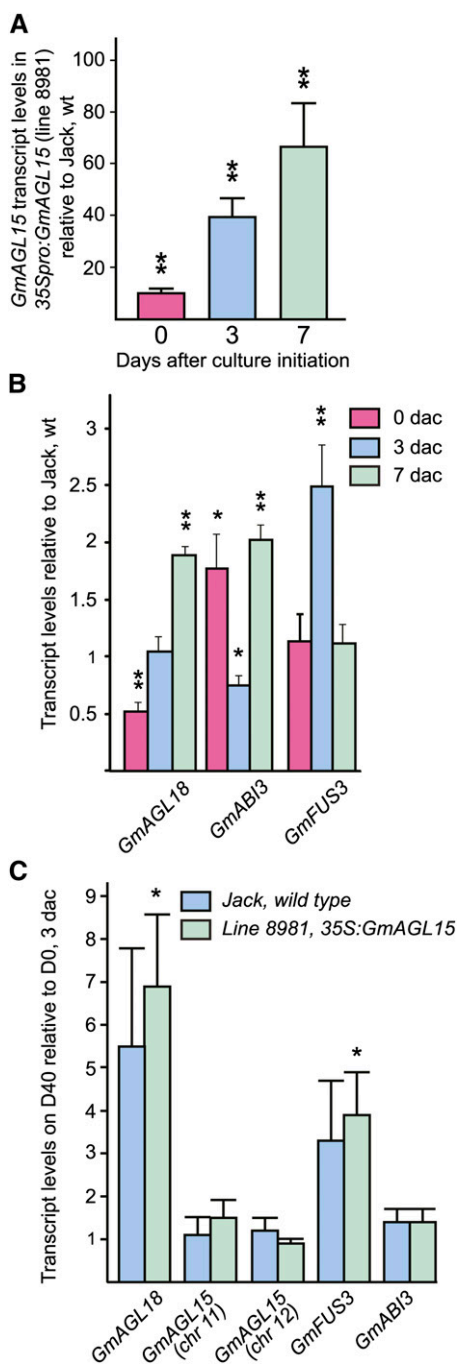 A
GmAGL15 transcript levels in
35Spro:GmAGL15 (line 8981)
relative to Jack, wt
100
80
60
40
20
**
**
**
0 3 7
Days after culture initiation
B
Transcript levels relative to Jack, wt
3
2.5
2
1.5
1
0.5
0 dac
3 dac
7 dac
**
**
*
*
**
**
GmAGL18 GmABI3 GmFUS3
C
Transcript levels on D40 relative to D0, 3 dac
9
8
7
6
5
4
3
2
1
Jack, wild type
Line 8981, 35S:GmAGL15
*
*
GmAGL18
GmAGL15
(chr 11)
GmAGL15
(chr 12)
GmFUS3
GmABI3